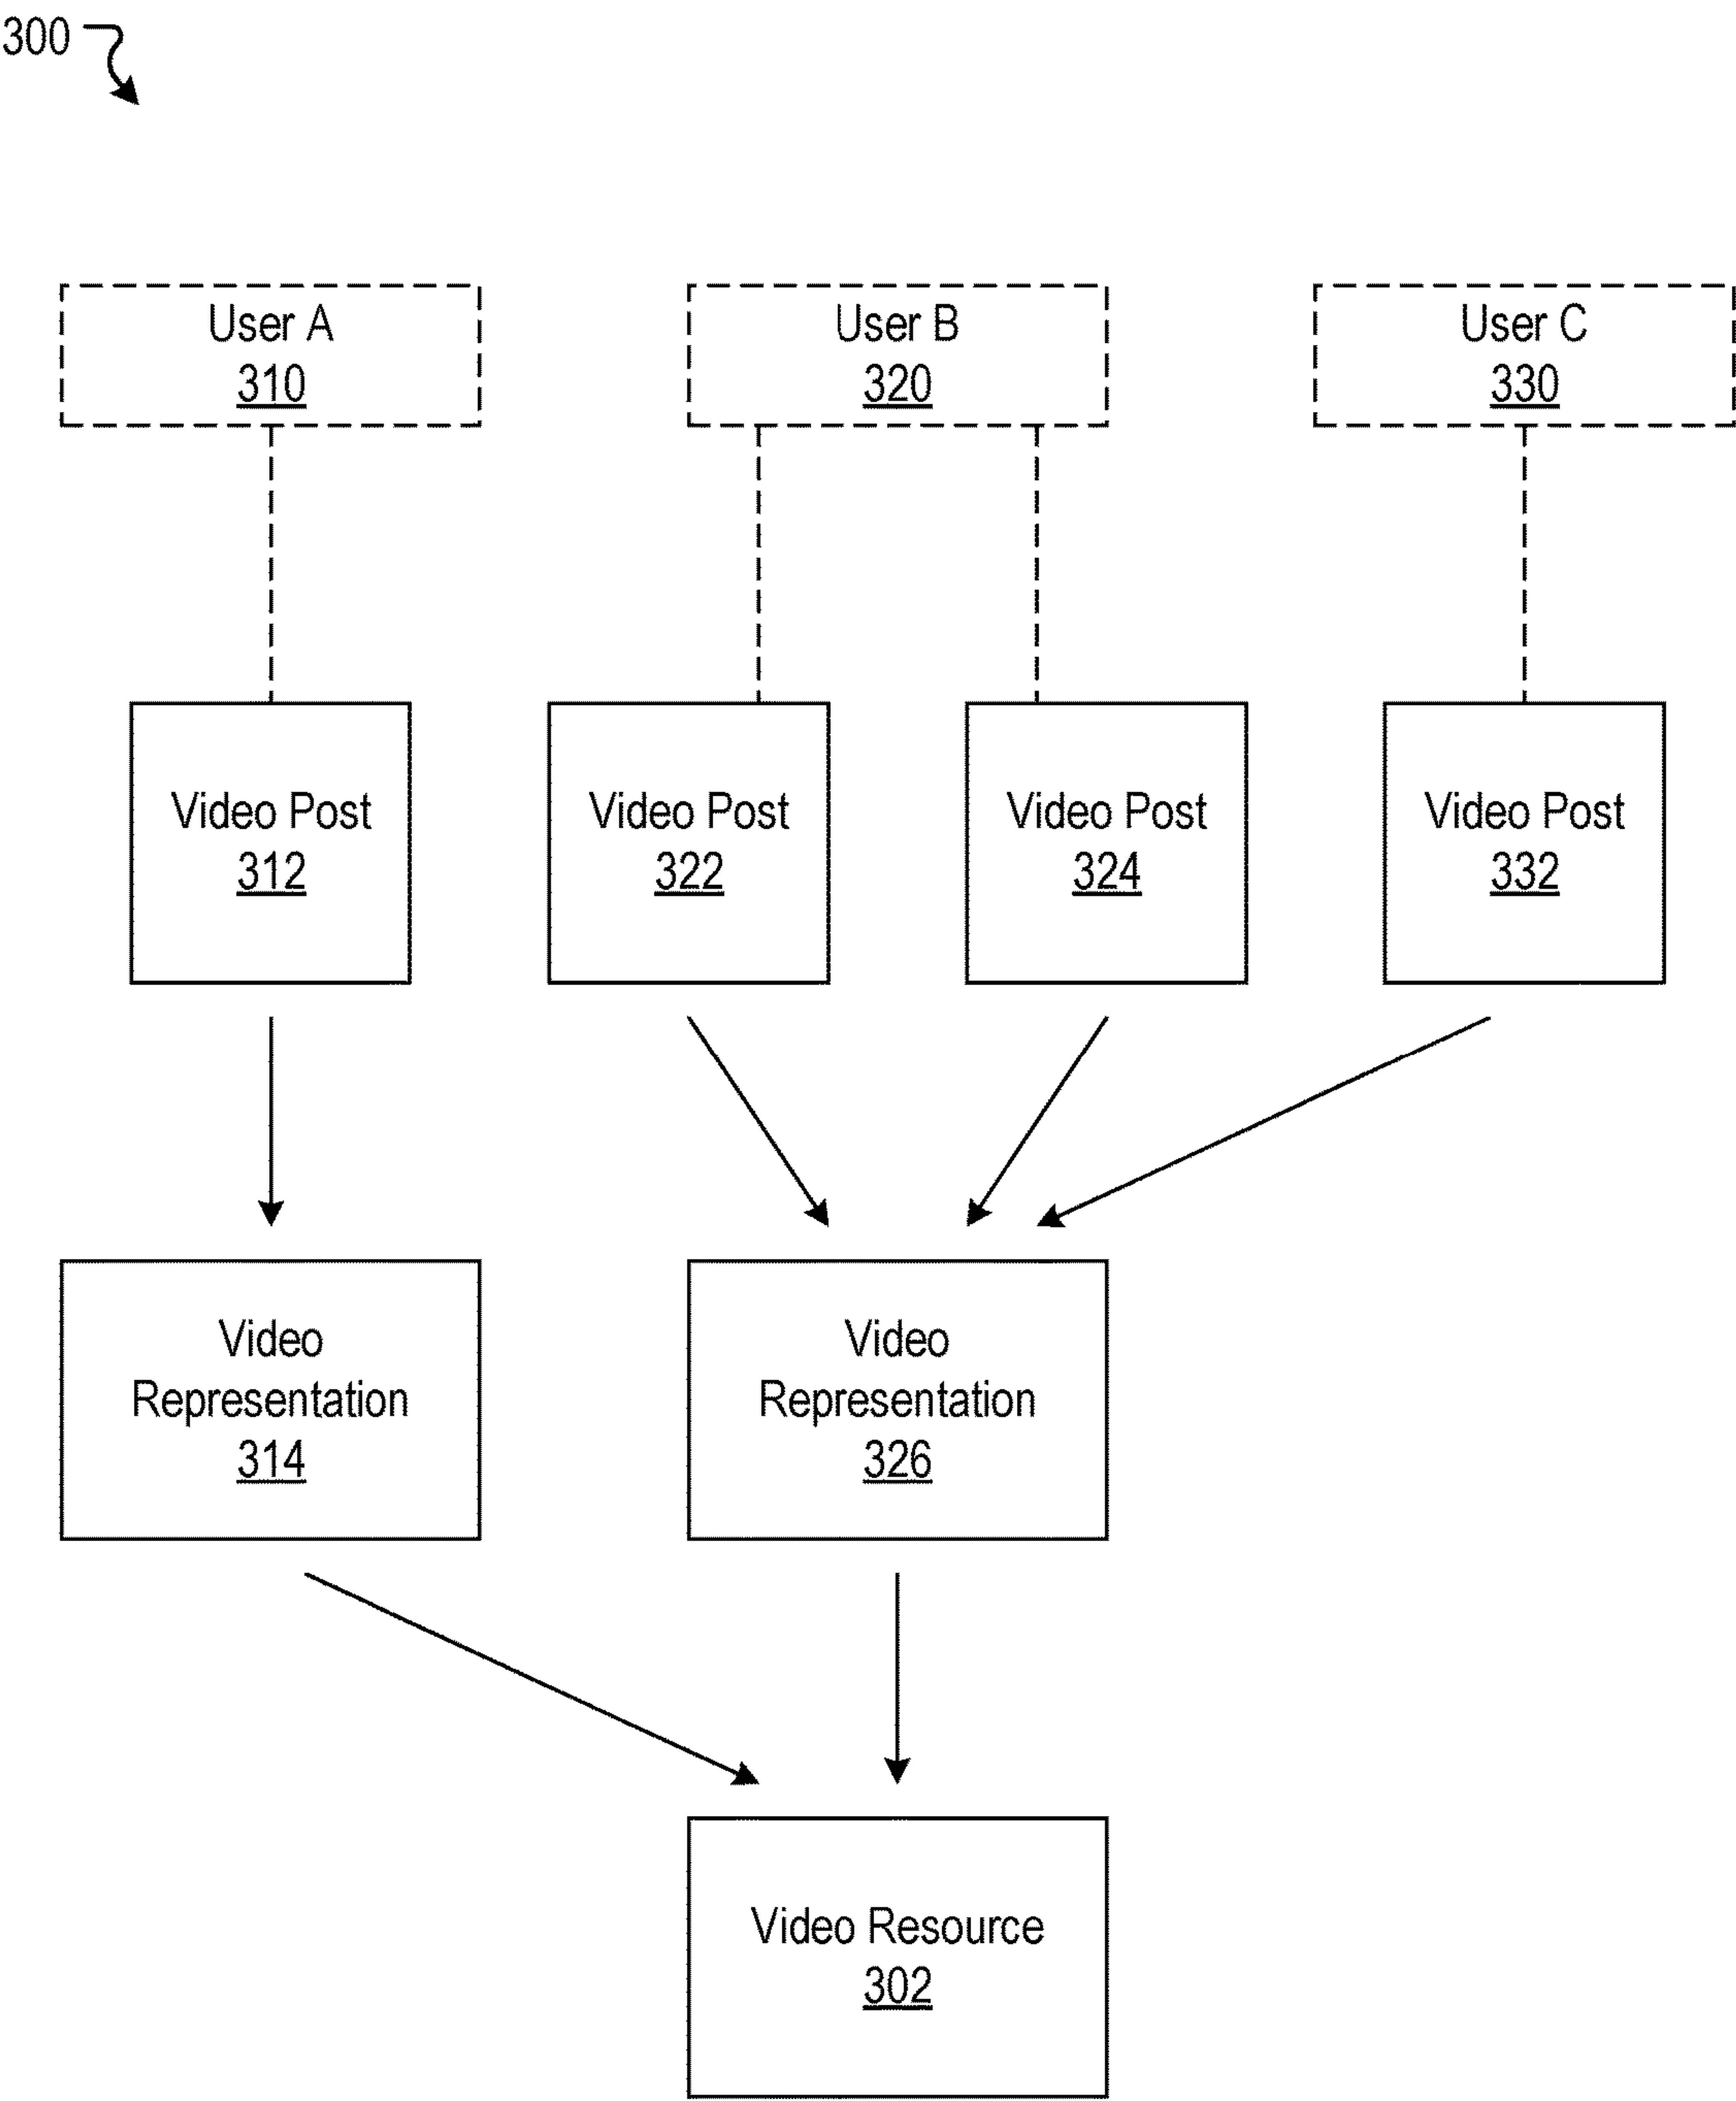 300
User A
310
User B
320
User C
330
Video Post
312
Video Post
322
Video Post
324
Video Post
332
Video
Representation
314
Video
Representation
326
Video Resource
302